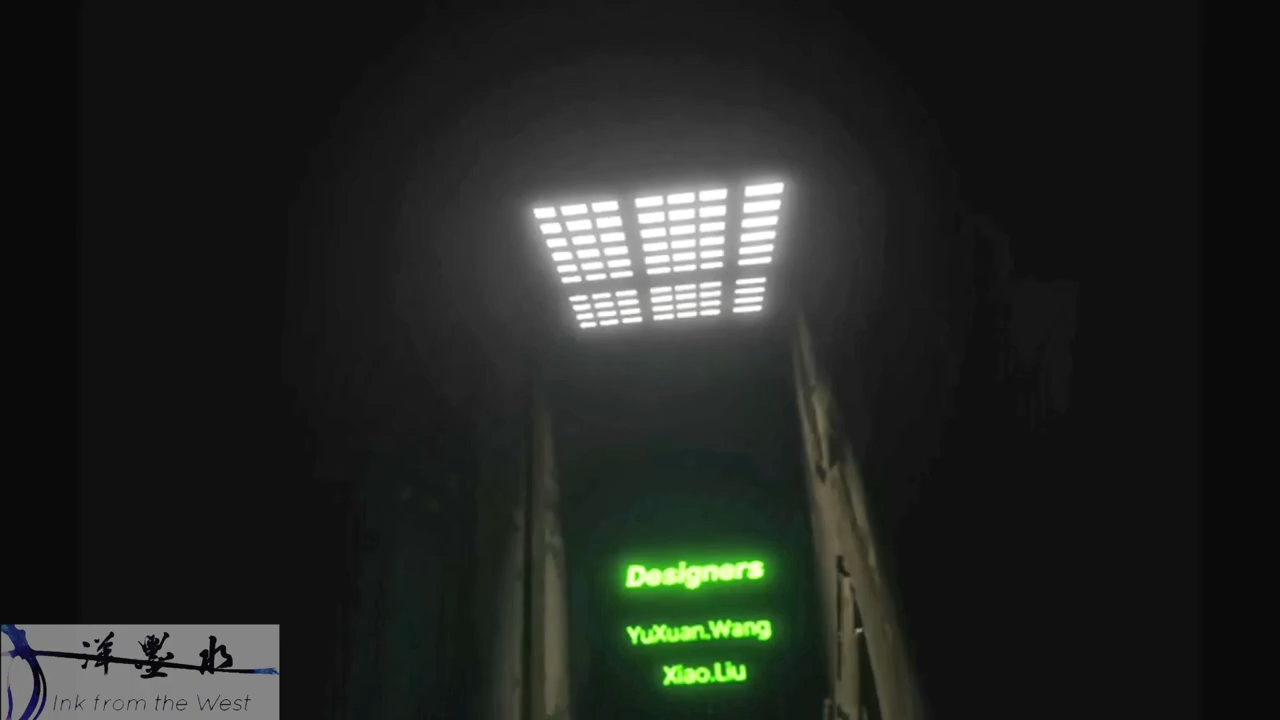 Designers
YuXuan.Wang
Xiao.Liu
洋墨水
Ink from the West